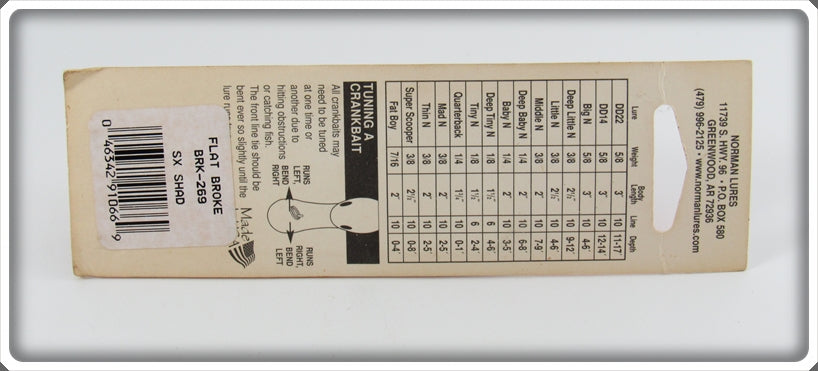 NORMAN LURES
11739 S. HWY. 96 • P.O. BOX 580
GREENWOOD, AR 72936
(479) 996-2125 • www.normanlures.com
Lure Weight Body Length Line Depth
DD22 5/8 3" 10 11-17'
DD14 5/8 3" 10 12-14'
Big N 5/8 3" 10 4-6'
Deep Little N 3/8 2½" 10 9-12'
Little N 3/8 2½" 10 4-6'
Middle N 3/8 2" 10 7-9'
Deep Baby N 1/4 2" 10 6-8'
Baby N 1/4 2" 10 3-5'
Deep Tiny N 1/8 1½" 6 4-6'
Tiny N 1/8 1½" 6 2-4'
Quarterback 1/4 1½" 10 0-1'
Mad N 3/8 2" 10 2-5'
Thin N 3/8 2" 10 2-5'
Super Scooper 3/8 2½" 10 0-8'
Fat Boy 7/16 2" 10 0-4'
TUNING A
CRANKBAIT
All crankbaits may
need to be tuned
at one time or
another due to
hitting obstructions
or catching fish.
The front line tie should be
bent ever so slightly until the
lure
RUNS
LEFT,
BEND
RIGHT
RUNS
RIGHT,
BEND
LEFT
Made
FLAT BROKE
BRK-269
SX SHAD
0 46342 91066 9